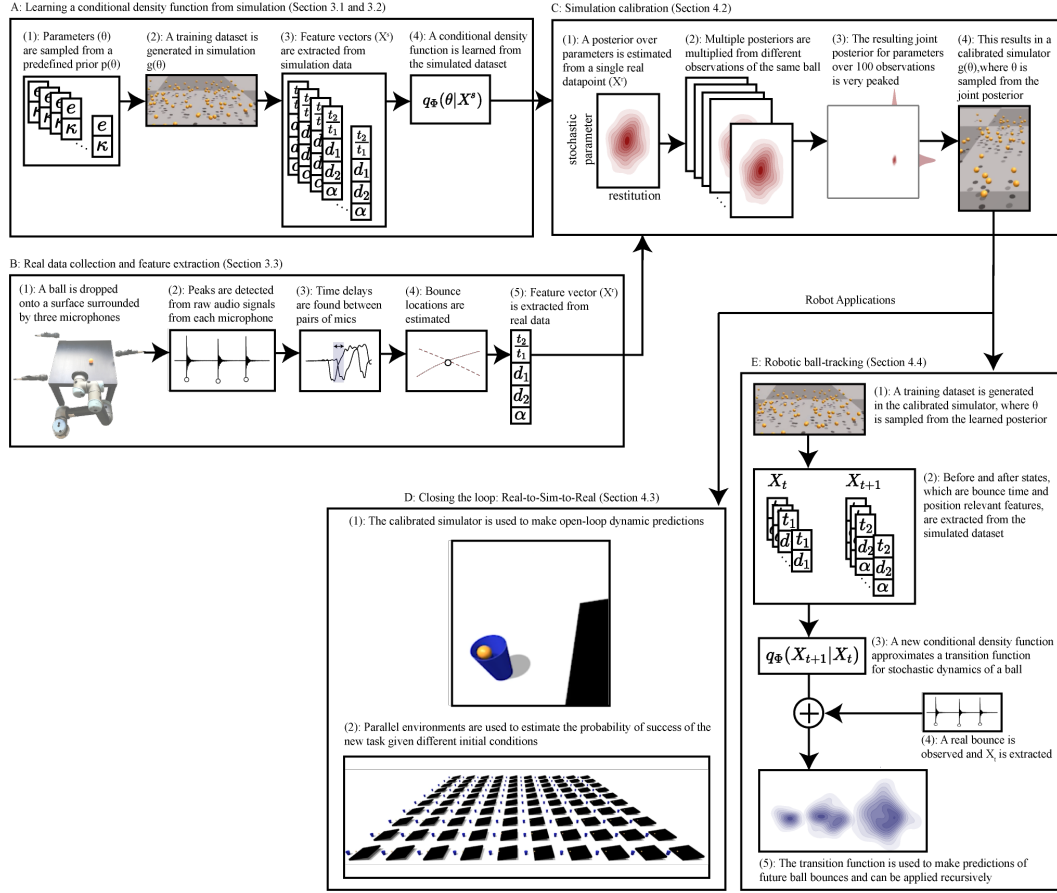 A: Learning a conditional density function from simulation (Section 3.1 and 3.2)
(1): Parameters (θ)
are sampled from a
predefined prior p(θ)
e
κ
(2): A training dataset is
generated in simulation
g(θ)
(3): Feature vectors (Xˢ)
are extracted from
simulation data
t₂
t₁
d₁
d₂
α
t₂
t₁
d₁
d₂
α
(4): A conditional density
function is learned from
the simulated dataset
q_Φ(θ|Xˢ)
C: Simulation calibration (Section 4.2)
(1): A posterior over
parameters is estimated
from a single real
datapoint (Xʳ)
stochastic
parameter
restitution
(2): Multiple posteriors are
multiplied from different
observations of the same ball
(3): The resulting joint
posterior for parameters
over 100 observations
is very peaked
(4): This results in a
calibrated simulator
g(θ),where θ is
sampled from the
joint posterior
B: Real data collection and feature extraction (Section 3.3)
(1): A ball is dropped
onto a surface surrounded
by three microphones
(2): Peaks are detected
from raw audio signals
from each microphone
(3): Time delays
are found between
pairs of mics
(4): Bounce
locations are
estimated
(5): Feature vector (Xʳ)
is extracted from
real data
t₂
t₁
d₁
d₂
α
Robot Applications
D: Closing the loop: Real-to-Sim-to-Real (Section 4.3)
(1): The calibrated simulator is used to make open-loop dynamic predictions
(2): Parallel environments are used to estimate the probability of success of the
new task given different initial conditions
E: Robotic ball-tracking (Section 4.4)
(1): A training dataset is generated
in the calibrated simulator, where θ
is sampled from the learned posterior
X_t
X_{t+1}
t₁
d
t₁
d₁
t₂
d₂
α
t₂
d₂
α
(2): Before and after states,
which are bounce time and
position relevant features,
are extracted from the
simulated dataset
q_Φ(X_{t+1}|X_t)
(3): A new conditional density function
approximates a transition function
for stochastic dynamics of a ball
(4): A real bounce is
observed and X_t is extracted
(5): The transition function is used to make predictions of
future ball bounces and can be applied recursively